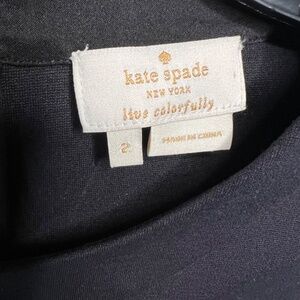 kate spade
NEW YORK
live colorfully
2
MADE IN CHINA